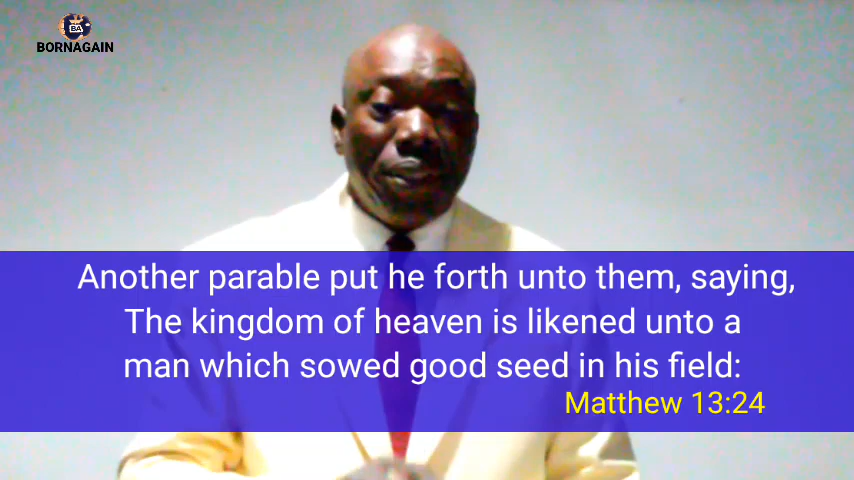 BA
BORNAGAIN
Another parable put he forth unto them, saying,
The kingdom of heaven is likened unto a
man which sowed good seed in his field:
Matthew 13:24